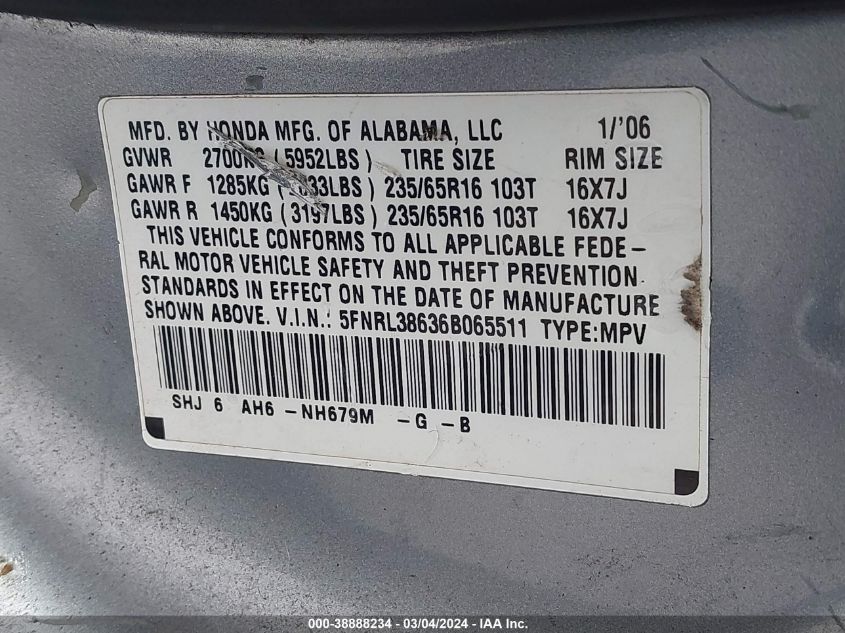 MFD. BY HONDA MFG. OF ALABAMA, LLC 1/'06
GVWR 2700KG (5952LBS) TIRE SIZE RIM SIZE
GAWR F 1285KG (2833LBS) 235/65R16 103T 16X7J
GAWR R 1450KG (3197LBS) 235/65R16 103T 16X7J
THIS VEHICLE CONFORMS TO ALL APPLICABLE FEDE-
RAL MOTOR VEHICLE SAFETY AND THEFT PREVENTION
STANDARDS IN EFFECT ON THE DATE OF MANUFACTURE
SHOWN ABOVE. V.I.N.: 5FNRL38636B065511 TYPE:MPV
SHJ 6 AH6 -NH679M -G -B
000-38888234 - 03/04/2024 - IAA Inc.